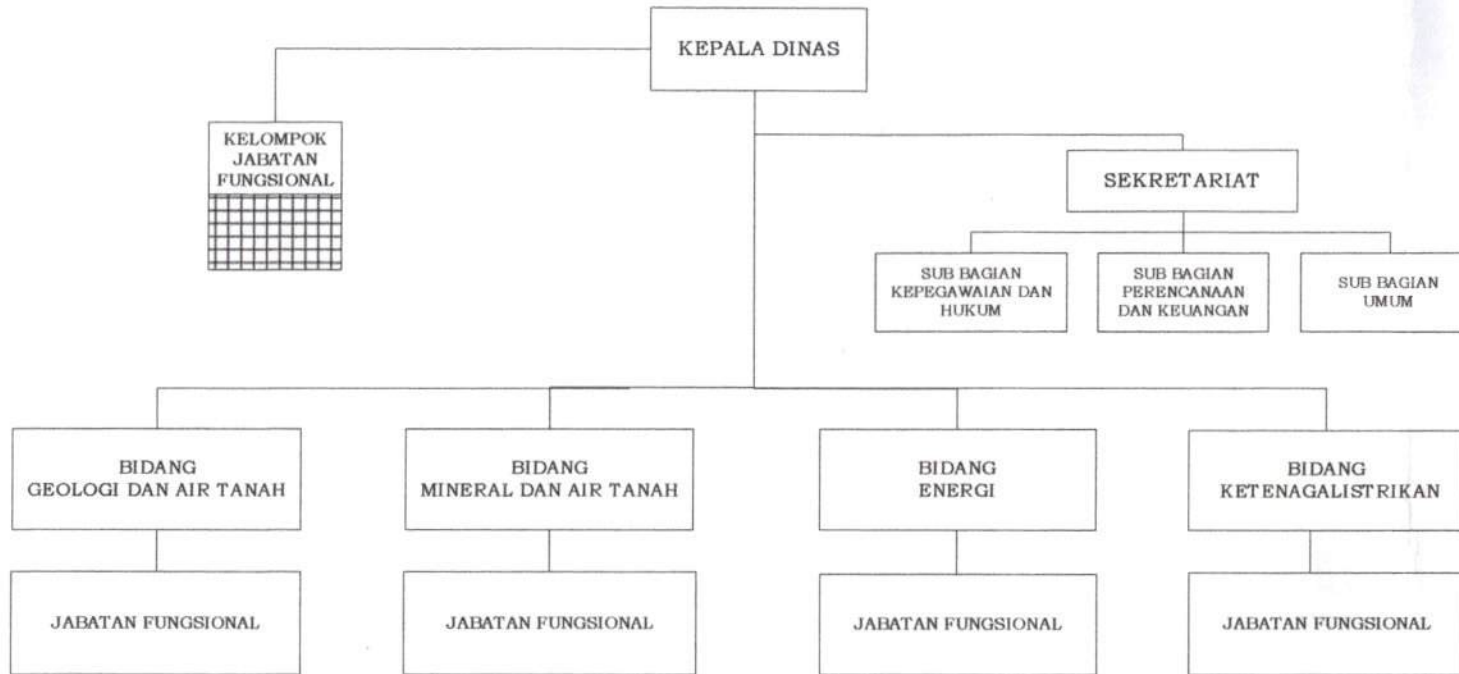 KEPALA DINAS
KELOMPOK
JABATAN
FUNGSIONAL
SEKRETARIAT
SUB BAGIAN
KEPEGAWAIAN DAN
HUKUM
SUB BAGIAN
PERENCANAAN
DAN KEUANGAN
SUB BAGIAN
UMUM
BIDANG
GEOLOGI DAN AIR TANAH
BIDANG
MINERAL DAN AIR TANAH
BIDANG
ENERGI
BIDANG
KETENAGALISTRIKAN
JABATAN FUNGSIONAL
JABATAN FUNGSIONAL
JABATAN FUNGSIONAL
JABATAN FUNGSIONAL